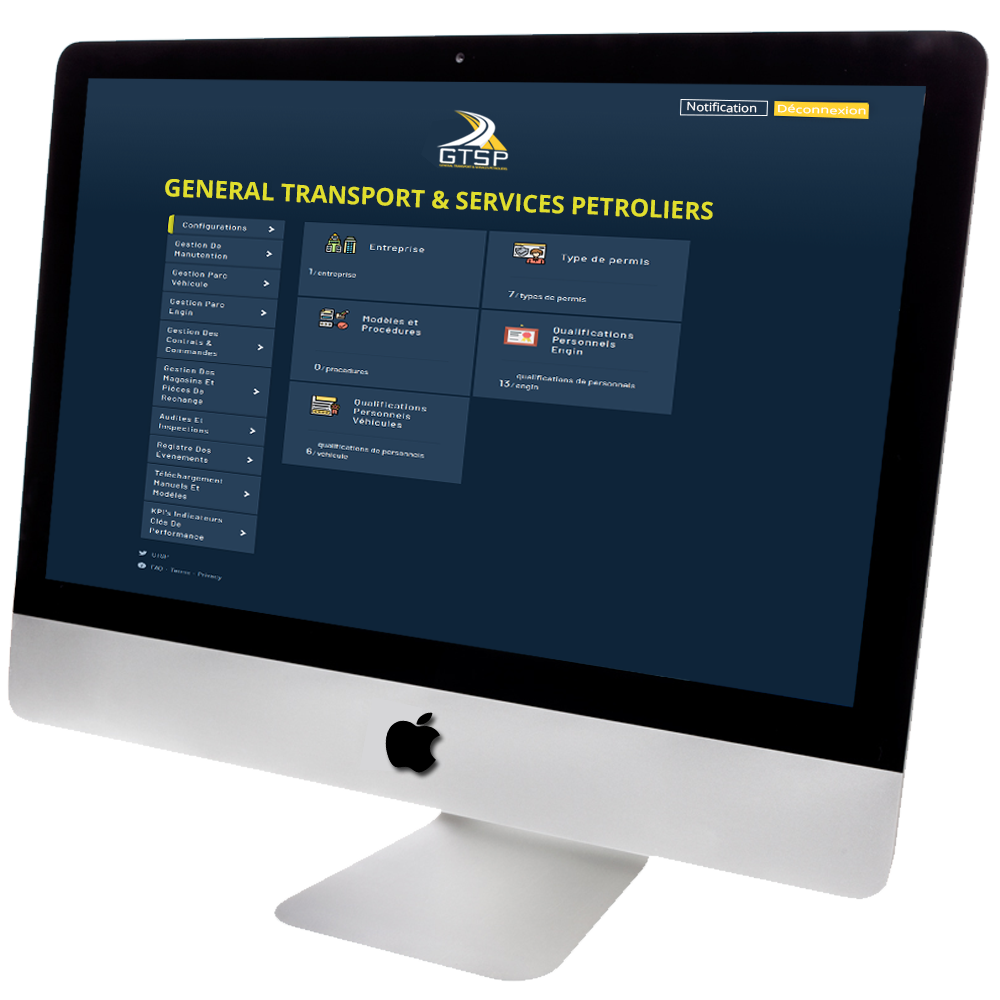 Notification
Déconnexion
GTSP
GENERAL TRANSPORT & SERVICES PETROLIERS
Configurations
Gestion De
Manutention
Gestion Parc
Véhicule
Gestion Parc
Engin
Gestion Des
Contrats &
Commandes
Gestion Des
Magasins Et
Pièces De
Rechange
Audites Et
Inspections
Registre Des
Évenements
Téléchargement
Manuels Et
Modèles
KPI's Indicateurs
Clés De
Performance
GTSP
FAQ - Terms - Privacy
Entreprise
1/entreprise
Type de permis
7/types de permis
Modèles et
Procédures
0/procedures
Qualifications
Personnels
Engin
qualifications de personnels
13/engin
Qualifications
Personnels
Véhicules
qualifications de personnels
6/vehicule